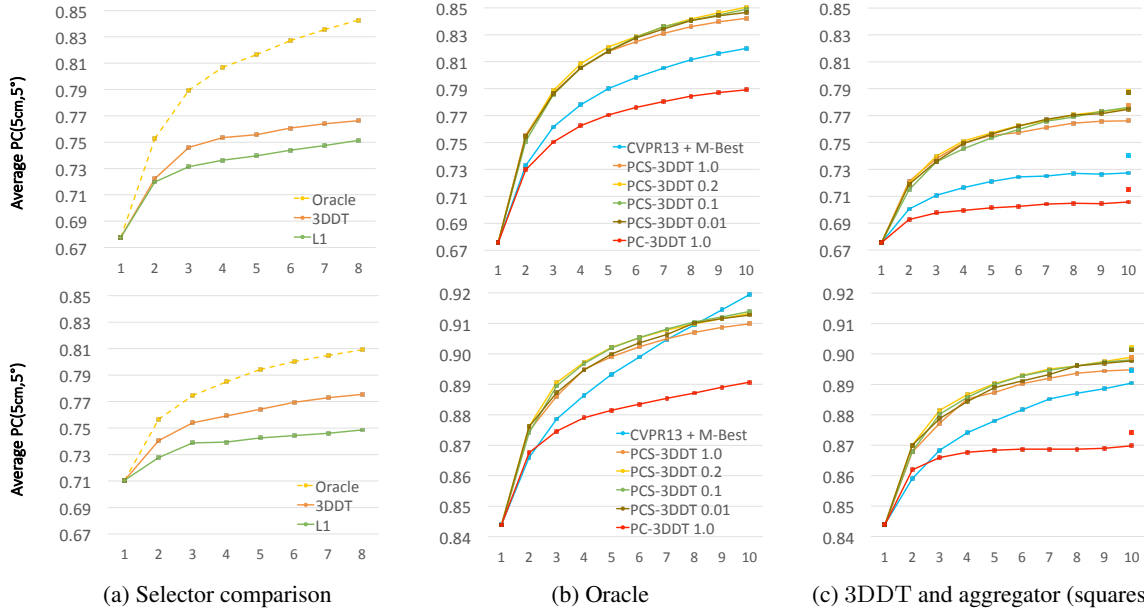 0.85
0.83
0.81
0.79
0.77
0.75
0.73
0.71
0.69
0.67
Average PC(5cm,5°)
Oracle
3DDT
L1
1 2 3 4 5 6 7 8
0.85
0.83
0.81
0.79
0.77
0.75
0.73
0.71
0.69
0.67
CVPR13 + M-Best
PCS-3DDT 1.0
PCS-3DDT 0.2
PCS-3DDT 0.1
PCS-3DDT 0.01
PC-3DDT 1.0
1 2 3 4 5 6 7 8 9 10
0.85
0.83
0.81
0.79
0.77
0.75
0.73
0.71
0.69
0.67
1 2 3 4 5 6 7 8 9 10
0.85
0.83
0.81
0.79
0.77
0.75
0.73
0.71
0.69
0.67
Average PC(5cm,5°)
Oracle
3DDT
L1
1 2 3 4 5 6 7 8
0.92
0.91
0.90
0.89
0.88
0.87
0.86
0.85
0.84
CVPR13 + M-Best
PCS-3DDT 1.0
PCS-3DDT 0.2
PCS-3DDT 0.1
PCS-3DDT 0.01
PC-3DDT 1.0
1 2 3 4 5 6 7 8 9 10
0.92
0.91
0.90
0.89
0.88
0.87
0.86
0.85
0.84
1 2 3 4 5 6 7 8 9 10
(a) Selector comparison
(b) Oracle
(c) 3DDT and aggregator (squares